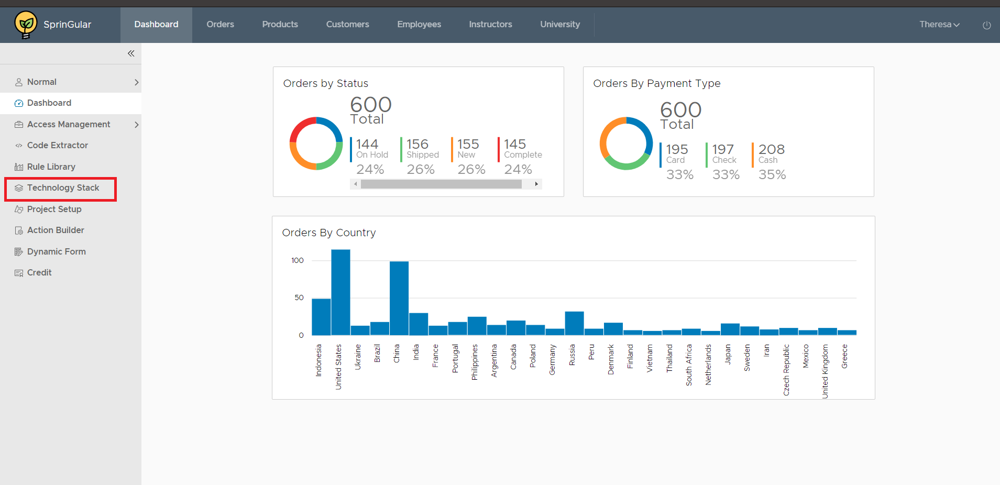 SprinGular
Dashboard
Orders
Products
Customers
Employees
Instructors
University
Theresa
Normal
Dashboard
Access Management
Code Extractor
Rule Library
Technology Stack
Project Setup
Action Builder
Dynamic Form
Credit
Orders by Status
600
Total
144
On Hold
24%
156
Shipped
26%
155
New
26%
145
Complete
24%
Orders By Payment Type
600
Total
195
Card
33%
197
Check
33%
208
Cash
35%
Orders By Country
100
50
0
Indonesia
United States
Ukraine
Brazil
China
India
France
Portugal
Philippines
Argentina
Canada
Poland
Germany
Russia
Peru
Denmark
Finland
Vietnam
Thailand
South Africa
Netherlands
Japan
Sweden
Iran
Czech Republic
Mexico
United Kingdom
Greece